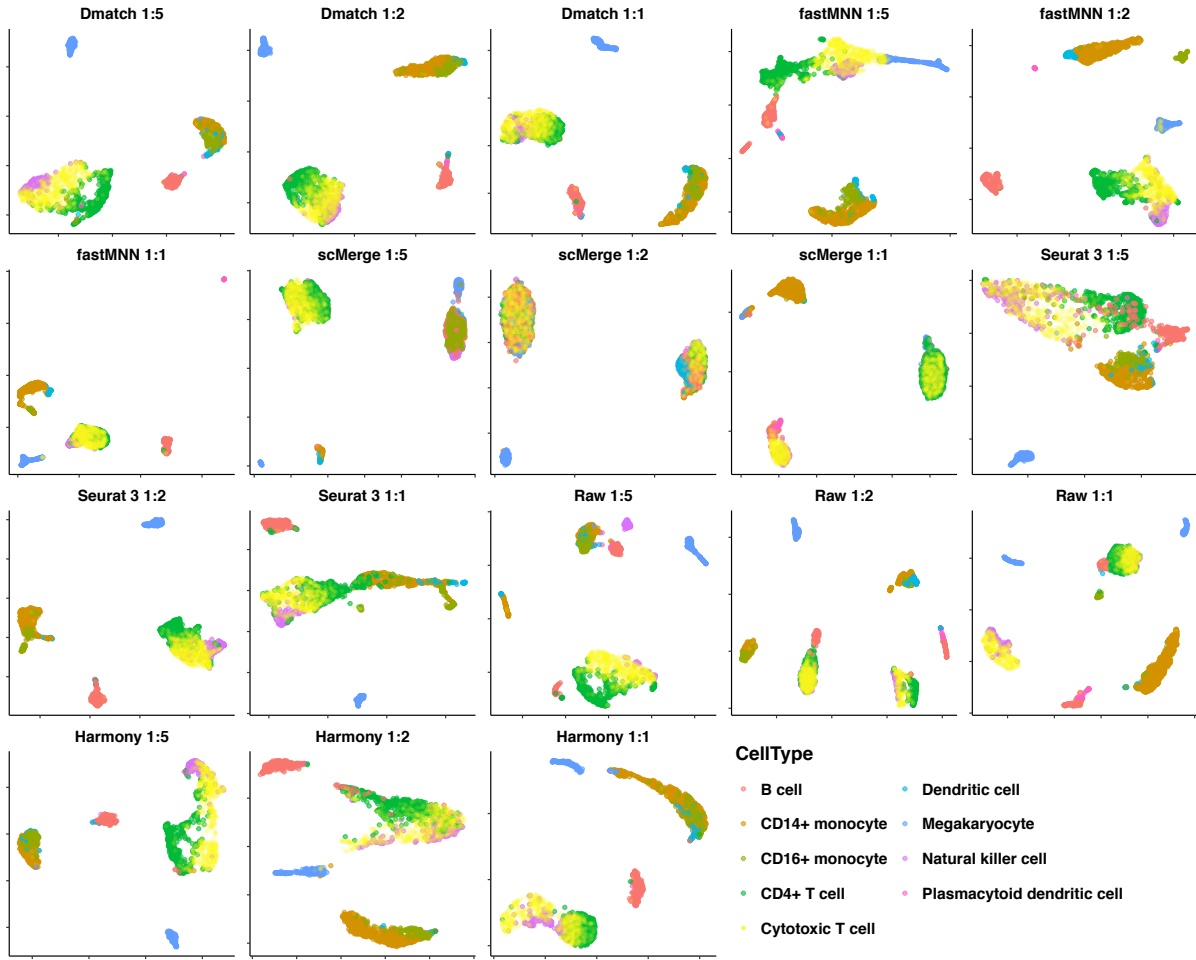 Dmatch 1:5
Dmatch 1:2
Dmatch 1:1
fastMNN 1:5
fastMNN 1:2
fastMNN 1:1
scMerge 1:5
scMerge 1:2
scMerge 1:1
Seurat 3 1:5
Seurat 3 1:2
Seurat 3 1:1
Raw 1:5
Raw 1:2
Raw 1:1
Harmony 1:5
Harmony 1:2
Harmony 1:1
CellType
B cell
CD14+ monocyte
CD16+ monocyte
CD4+ T cell
Cytotoxic T cell
Dendritic cell
Megakaryocyte
Natural killer cell
Plasmacytoid dendritic cell